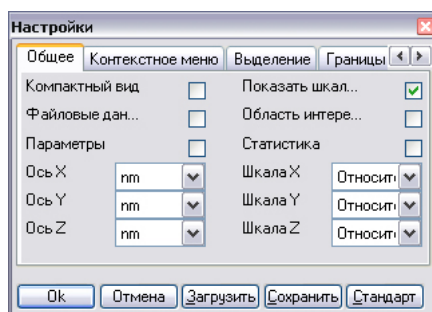 Настройки
Общее Контекстное меню Выделение Границы
Компактный вид Показать шкал...
Файловые дан... Область интере...
Параметры Статистика
Ось X nm Шкала X Относит
Ось Y nm Шкала Y Относит
Ось Z nm Шкала Z Относит
Ok Отмена Загрузить Сохранить Стандарт